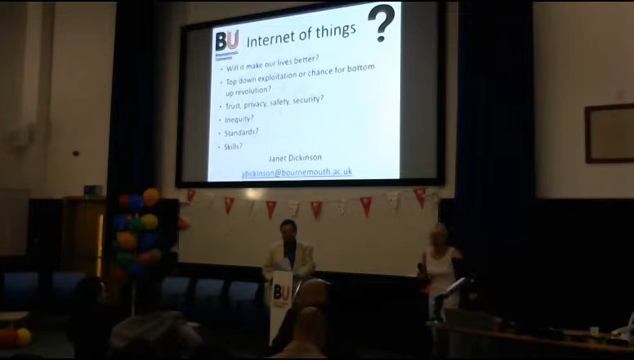 BU
Internet of things
?
• Will it make our lives better?
• Top down exploitation or chance for bottom
up revolution?
• Trust, privacy, safety, security?
• Inequity?
• Standards?
• Skills?
Janet Dickinson
jdickinson@bournemouth.ac.uk
BU